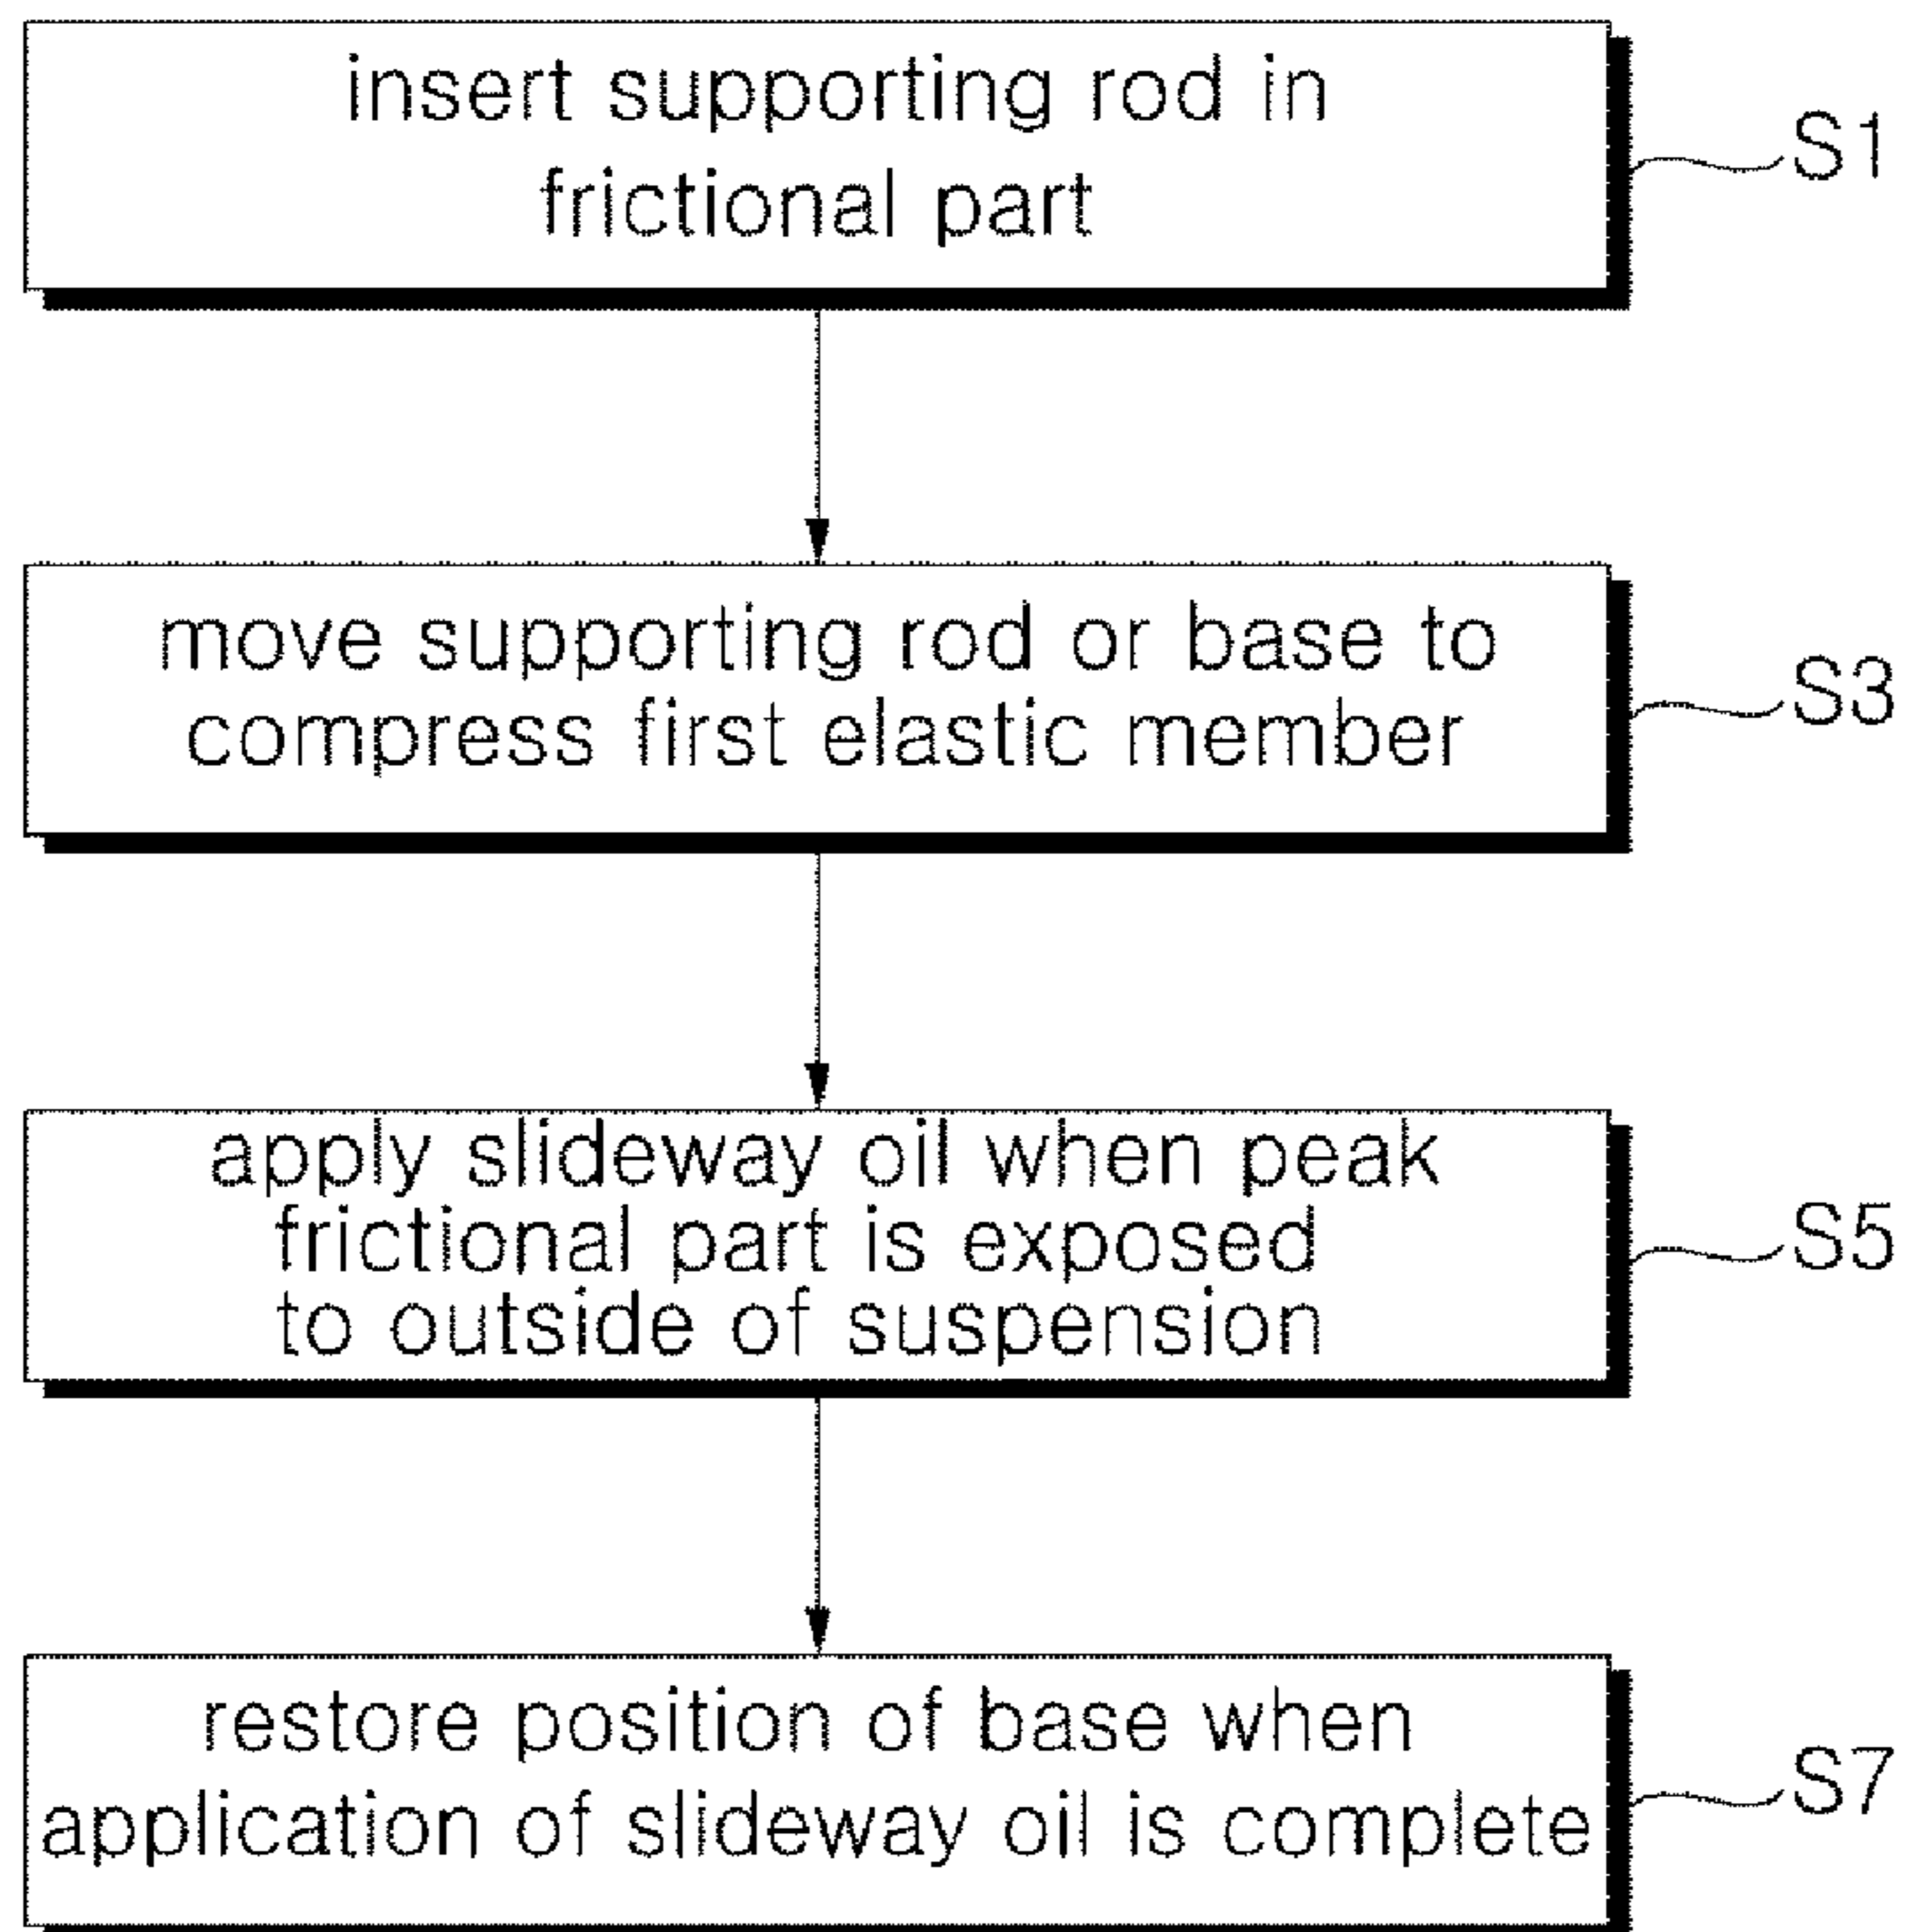 insert supporting rod in
frictional part
S1
move supporting rod or base to
compress first elastic member
S3
apply slideway oil when peak
frictional part is exposed
to outside of suspension
S5
restore position of base when
application of slideway oil is complete
S7